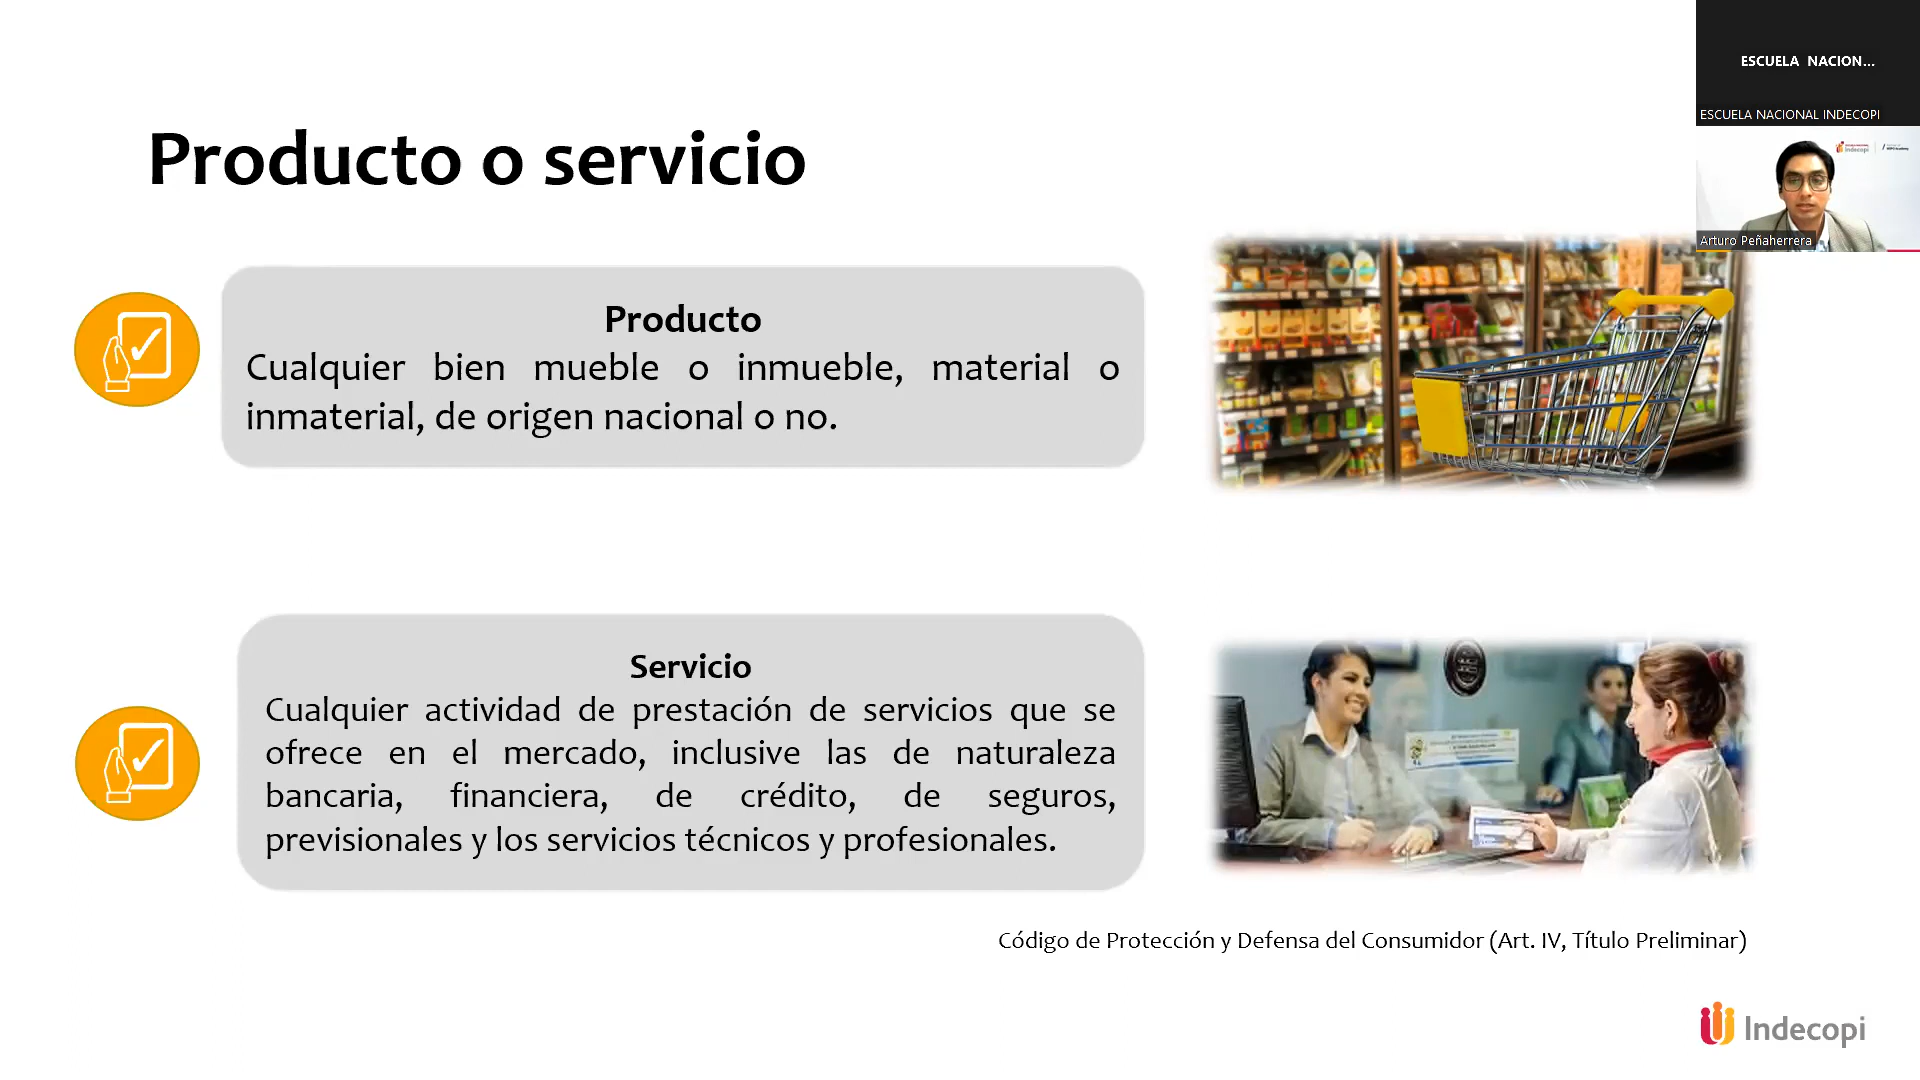 ESCUELA NACION...
ESCUELA NACIONAL INDECOPI
Arturo Peñaherrera
Producto o servicio
Producto
Cualquier bien mueble o inmueble, material o
inmaterial, de origen nacional o no.
Servicio
Cualquier actividad de prestación de servicios que se
ofrece en el mercado, inclusive las de naturaleza
bancaria, financiera, de crédito, de seguros,
previsionales y los servicios técnicos y profesionales.
Código de Protección y Defensa del Consumidor (Art. IV, Título Preliminar)
Indecopi